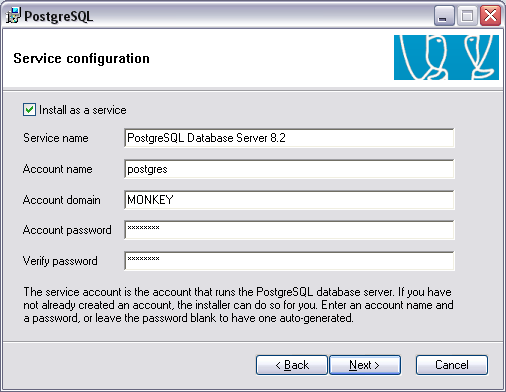 PostgreSQL
Service configuration
Install as a service
Service name PostgreSQL Database Server 8.2
Account name postgres
Account domain MONKEY
Account password ********
Verify password ********
The service account is the account that runs the PostgreSQL database server. If you have
not already created an account, the installer can do so for you. Enter an account name and
a password, or leave the password blank to have one auto-generated.
< Back Next > Cancel